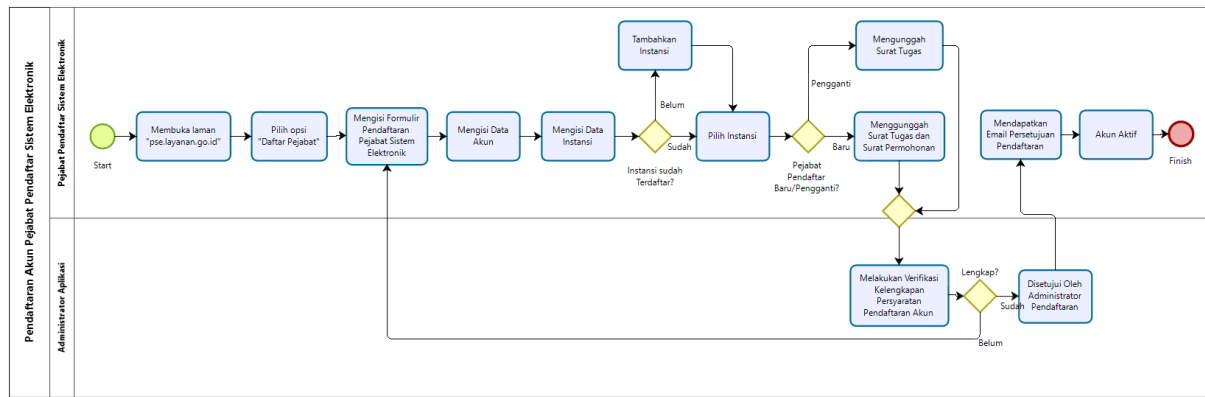 Pendaftaran Akun Pejabat Pendaftar Sistem Elektronik
Pejabat Pendaftar Sistem Elektronik
Start
Membuka laman
"pse.layanan.go.id"
Pilih opsi
"Daftar Pejabat"
Mengisi Formulir
Pendaftaran
Pejabat Sistem
Elektronik
Mengisi Data
Akun
Mengisi Data
Instansi
Tambahkan
Instansi
Belum
Sudah
Instansi sudah
Terdaftar?
Pilih Instansi
Pengganti
Baru
Pejabat
Pendaftar
Baru/Pengganti?
Mengunggah
Surat Tugas
Menggunggah
Surat Tugas dan
Surat Permohonan
Mendapatkan
Email Persetujuan
Pendaftaran
Akun Aktif
Finish
Administrator Aplikasi
Melakukan Verifikasi
Kelengkapan
Persyaratan
Pendaftaran Akun
Lengkap?
Sudah
Belum
Disetujui Oleh
Administrator
Pendaftaran